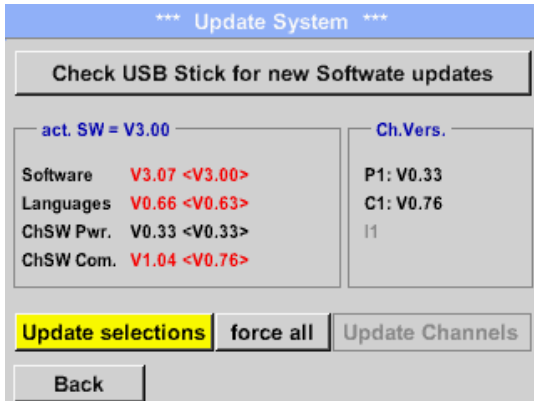 *** Update System ***
Check USB Stick for new Softwate updates
act. SW = V3.00
Software V3.07 <V3.00>
Languages V0.66 <V0.63>
ChSW Pwr. V0.33 <V0.33>
ChSW Com. V1.04 <V0.76>
Ch.Vers.
P1: V0.33
C1: V0.76
I1
Update selections
force all
Update Channels
Back